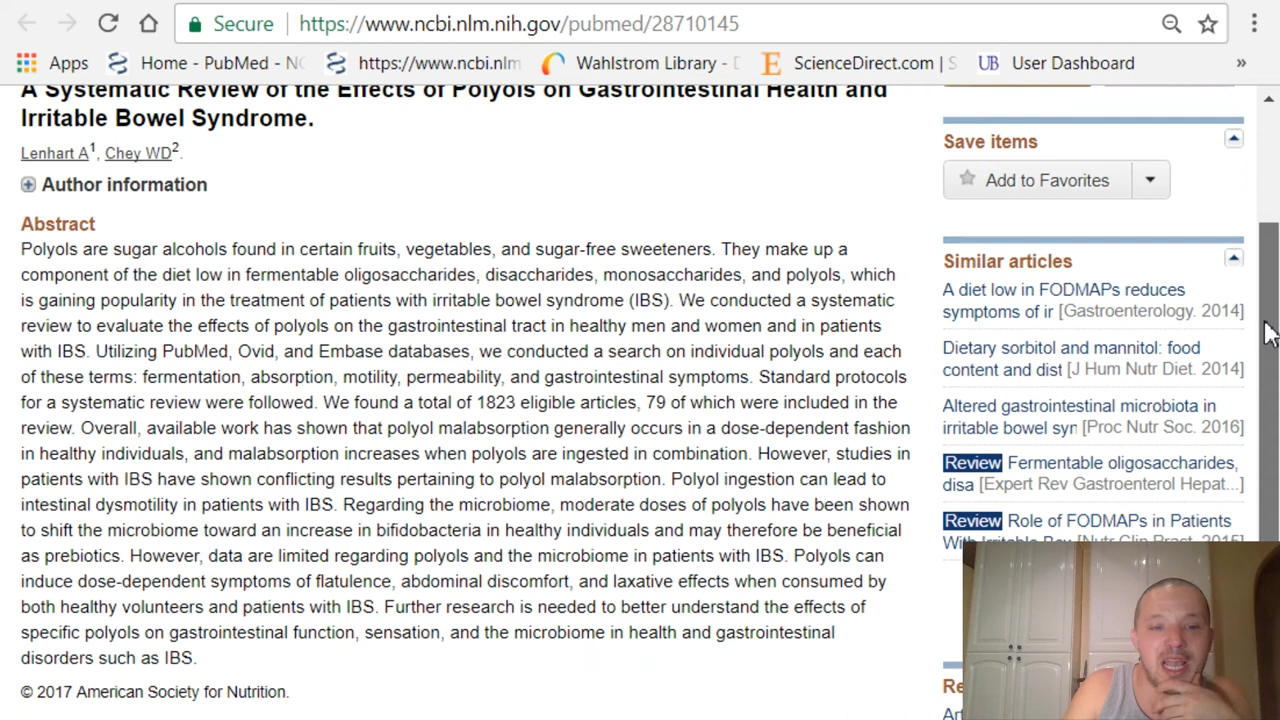 Secure https://www.ncbi.nlm.nih.gov/pubmed/28710145
Apps Home - PubMed - NC https://www.ncbi.nlm Wahlstrom Library - ScienceDirect.com | S UB User Dashboard »
A Systematic Review of the Effects of Polyols on Gastrointestinal Health and
Irritable Bowel Syndrome.
Lenhart A1, Chey WD2.
Author information
Abstract
Polyols are sugar alcohols found in certain fruits, vegetables, and sugar-free sweeteners. They make up a
component of the diet low in fermentable oligosaccharides, disaccharides, monosaccharides, and polyols, which
is gaining popularity in the treatment of patients with irritable bowel syndrome (IBS). We conducted a systematic
review to evaluate the effects of polyols on the gastrointestinal tract in healthy men and women and in patients
with IBS. Utilizing PubMed, Ovid, and Embase databases, we conducted a search on individual polyols and each
of these terms: fermentation, absorption, motility, permeability, and gastrointestinal symptoms. Standard protocols
for a systematic review were followed. We found a total of 1823 eligible articles, 79 of which were included in the
review. Overall, available work has shown that polyol malabsorption generally occurs in a dose-dependent fashion
in healthy individuals, and malabsorption increases when polyols are ingested in combination. However, studies in
patients with IBS have shown conflicting results pertaining to polyol malabsorption. Polyol ingestion can lead to
intestinal dysmotility in patients with IBS. Regarding the microbiome, moderate doses of polyols have been shown
to shift the microbiome toward an increase in bifidobacteria in healthy individuals and may therefore be beneficial
as prebiotics. However, data are limited regarding polyols and the microbiome in patients with IBS. Polyols can
induce dose-dependent symptoms of flatulence, abdominal discomfort, and laxative effects when consumed by
both healthy volunteers and patients with IBS. Further research is needed to better understand the effects of
specific polyols on gastrointestinal function, sensation, and the microbiome in health and gastrointestinal
disorders such as IBS.
© 2017 American Society for Nutrition.
Save items
Add to Favorites
Similar articles
A diet low in FODMAPs reduces
symptoms of ir [Gastroenterology. 2014]
Dietary sorbitol and mannitol: food
content and dist [J Hum Nutr Diet. 2014]
Altered gastrointestinal microbiota in
irritable bowel syn [Proc Nutr Soc. 2016]
Review Fermentable oligosaccharides,
disa [Expert Rev Gastroenterol Hepat...]
Review Role of FODMAPs in Patients
With Irritable Bow [Nutr Clin Pract. 2015]
Re
Art